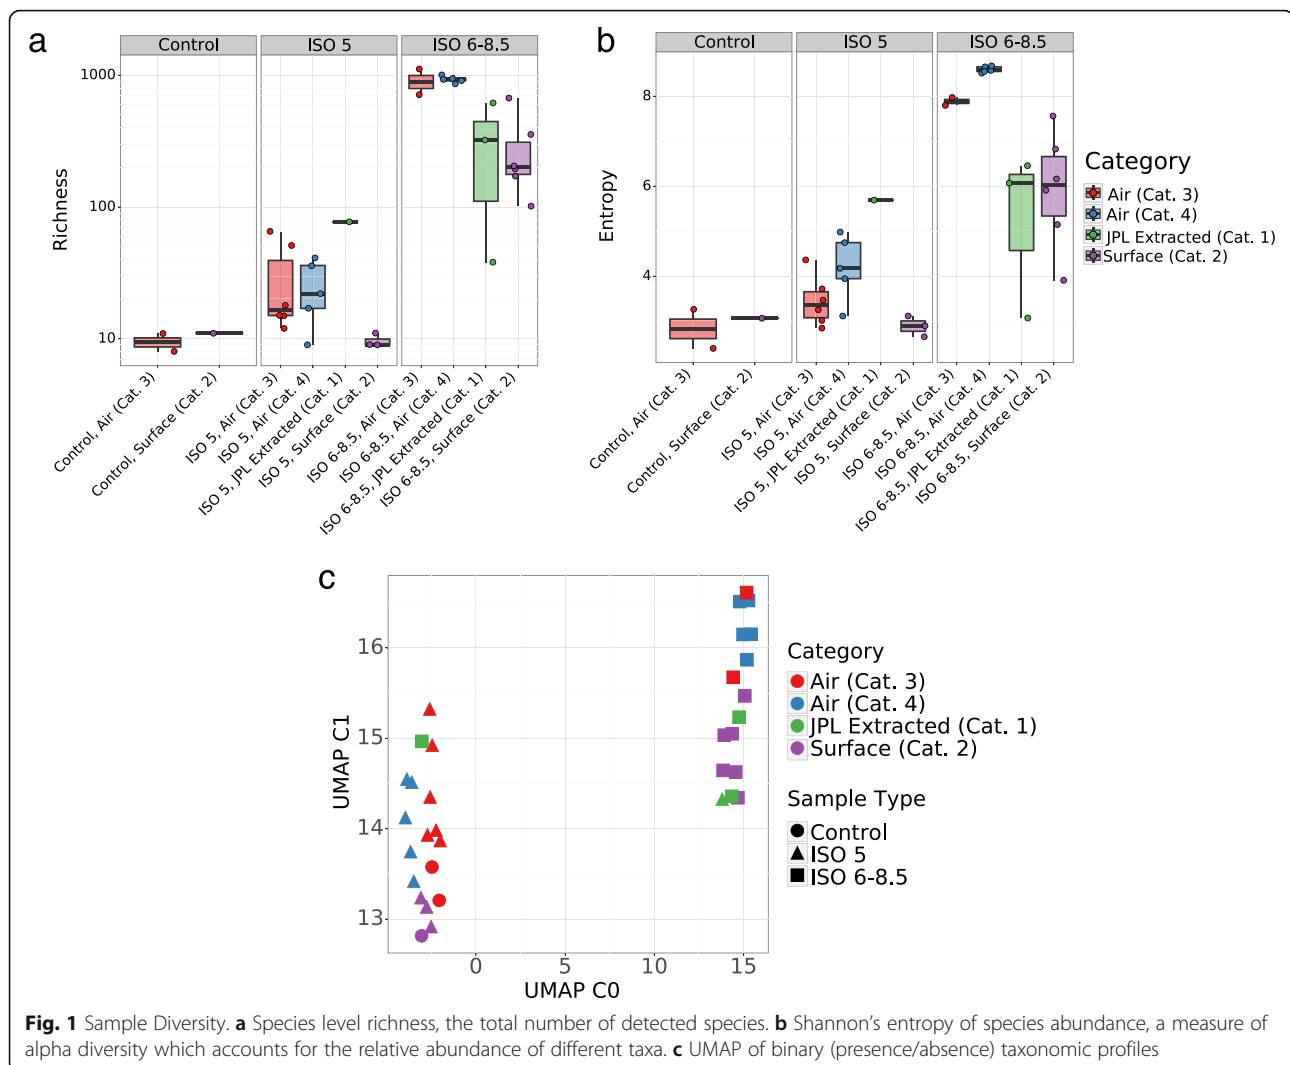 a
Control
ISO 5
ISO 6-8.5
Richness
1000
100
10
Control, Air (Cat. 3)
Control, Surface (Cat. 2)
ISO 5, Air (Cat. 3)
ISO 5, Air (Cat. 4)
ISO 5, JPL Extracted (Cat. 1)
ISO 5, Surface (Cat. 2)
ISO 6-8.5, Air (Cat. 3)
ISO 6-8.5, Air (Cat. 4)
ISO 6-8.5, JPL Extracted (Cat. 1)
ISO 6-8.5, Surface (Cat. 2)
b
Control
ISO 5
ISO 6-8.5
Entropy
8
6
4
Control, Air (Cat. 3)
Control, Surface (Cat. 2)
ISO 5, Air (Cat. 3)
ISO 5, Air (Cat. 4)
ISO 5, JPL Extracted (Cat. 1)
ISO 5, Surface (Cat. 2)
ISO 6-8.5, Air (Cat. 3)
ISO 6-8.5, Air (Cat. 4)
ISO 6-8.5, JPL Extracted (Cat. 1)
ISO 6-8.5, Surface (Cat. 2)
Category
Air (Cat. 3)
Air (Cat. 4)
JPL Extracted (Cat. 1)
Surface (Cat. 2)
c
UMAP C1
16
15
14
13
0
5
10
15
UMAP C0
Category
Air (Cat. 3)
Air (Cat. 4)
JPL Extracted (Cat. 1)
Surface (Cat. 2)
Sample Type
Control
ISO 5
ISO 6-8.5
Fig. 1 Sample Diversity. a Species level richness, the total number of detected species. b Shannon's entropy of species abundance, a measure of
alpha diversity which accounts for the relative abundance of different taxa. c UMAP of binary (presence/absence) taxonomic profiles